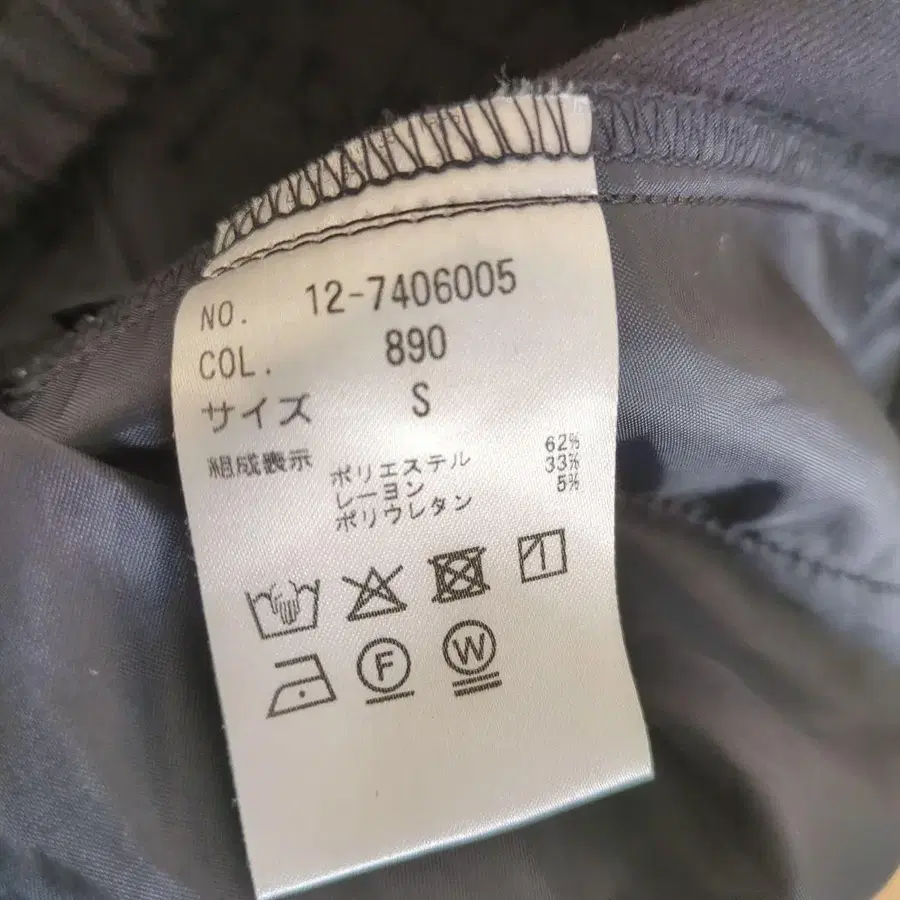 NO. 12-7406005
COL. 890
サイズ S
組成表示 ポリエステル 62%
レーヨン 33%
ポリウレタン 5%
F W